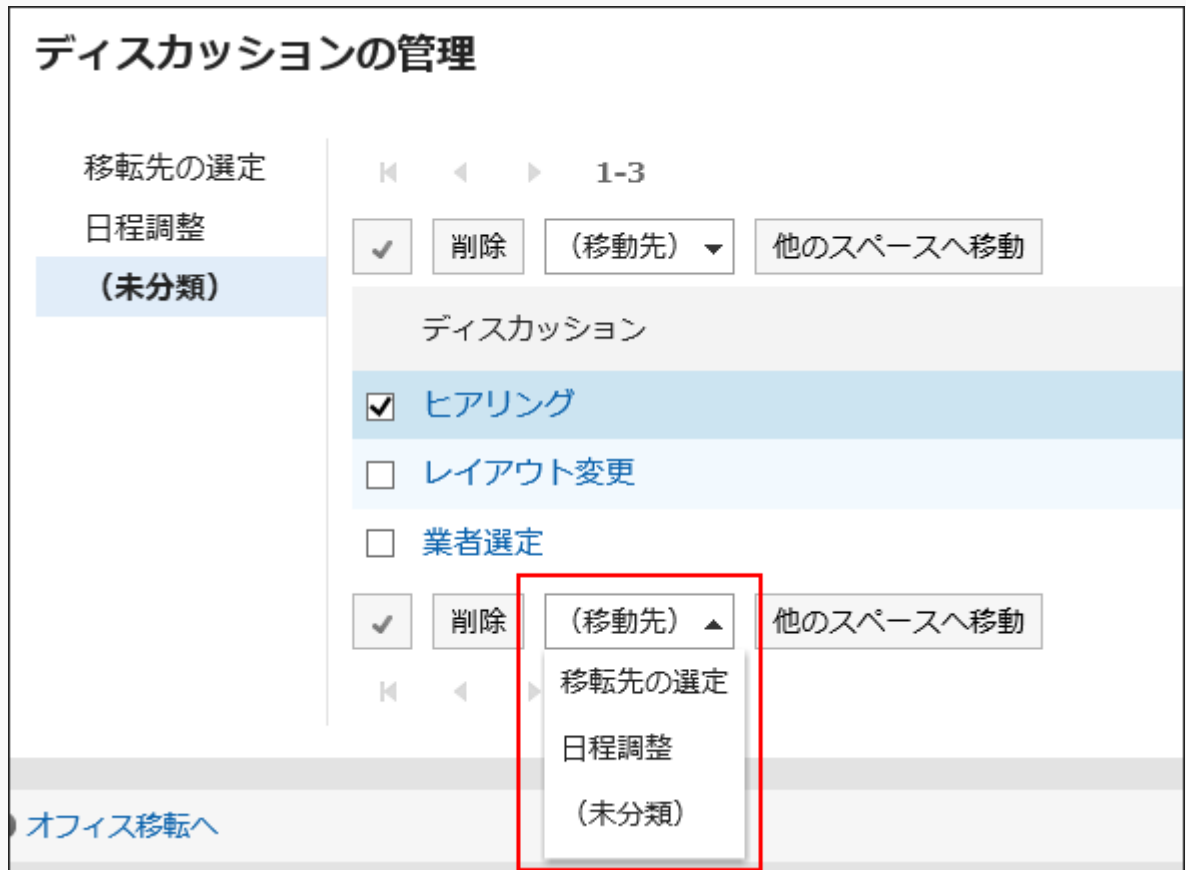 ディスカッションの管理
移転先の選定
日程調整
（未分類）
1-3
削除 （移動先） 他のスペースへ移動
ディスカッション
ヒアリング
レイアウト変更
業者選定
削除 （移動先） 他のスペースへ移動
移転先の選定
日程調整
（未分類）
オフィス移転へ